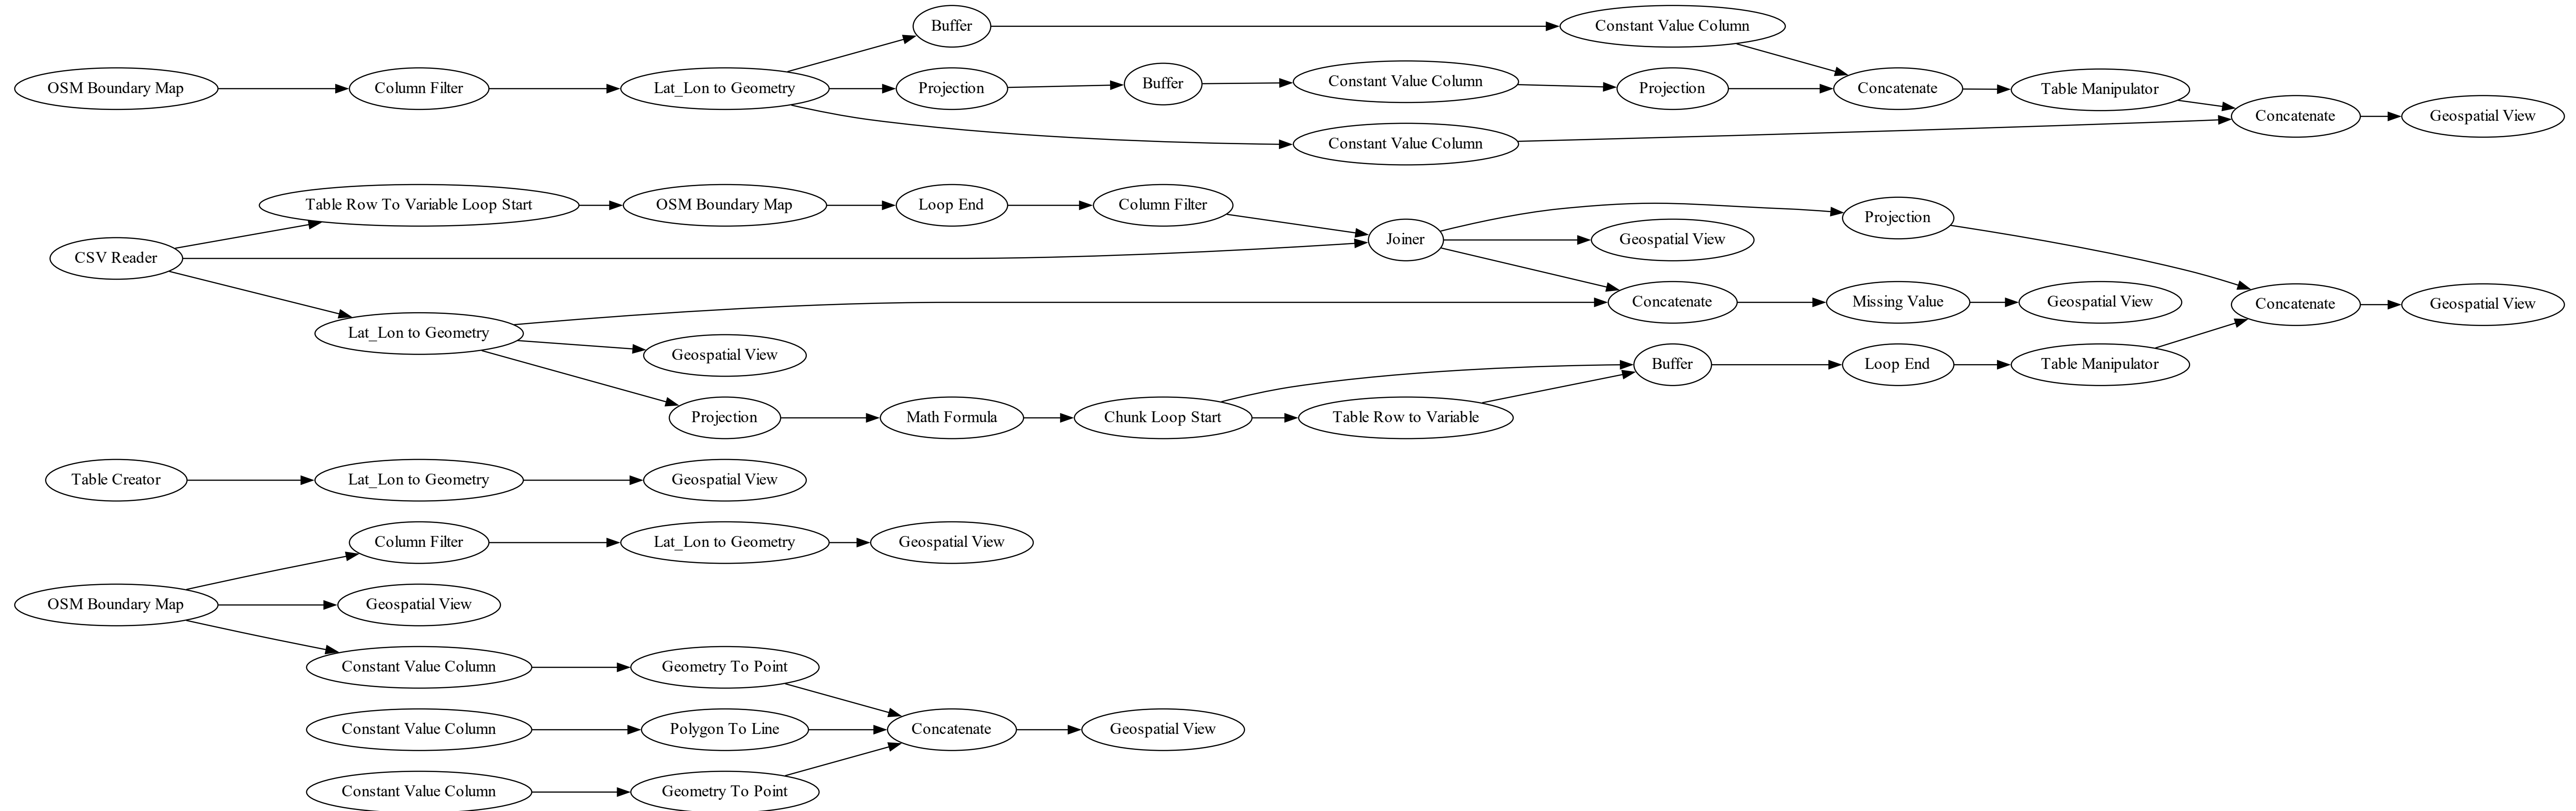 Buffer
Constant Value Column
OSM Boundary Map
Column Filter
Lat_Lon to Geometry
Projection
Buffer
Constant Value Column
Projection
Concatenate
Table Manipulator
Constant Value Column
Concatenate
Geospatial View
Table Row To Variable Loop Start
OSM Boundary Map
Loop End
Column Filter
CSV Reader
Joiner
Projection
Geospatial View
Lat_Lon to Geometry
Concatenate
Missing Value
Geospatial View
Concatenate
Geospatial View
Geospatial View
Buffer
Loop End
Table Manipulator
Projection
Math Formula
Chunk Loop Start
Table Row to Variable
Table Creator
Lat_Lon to Geometry
Geospatial View
Column Filter
Lat_Lon to Geometry
Geospatial View
OSM Boundary Map
Geospatial View
Constant Value Column
Geometry To Point
Constant Value Column
Polygon To Line
Concatenate
Geospatial View
Constant Value Column
Geometry To Point